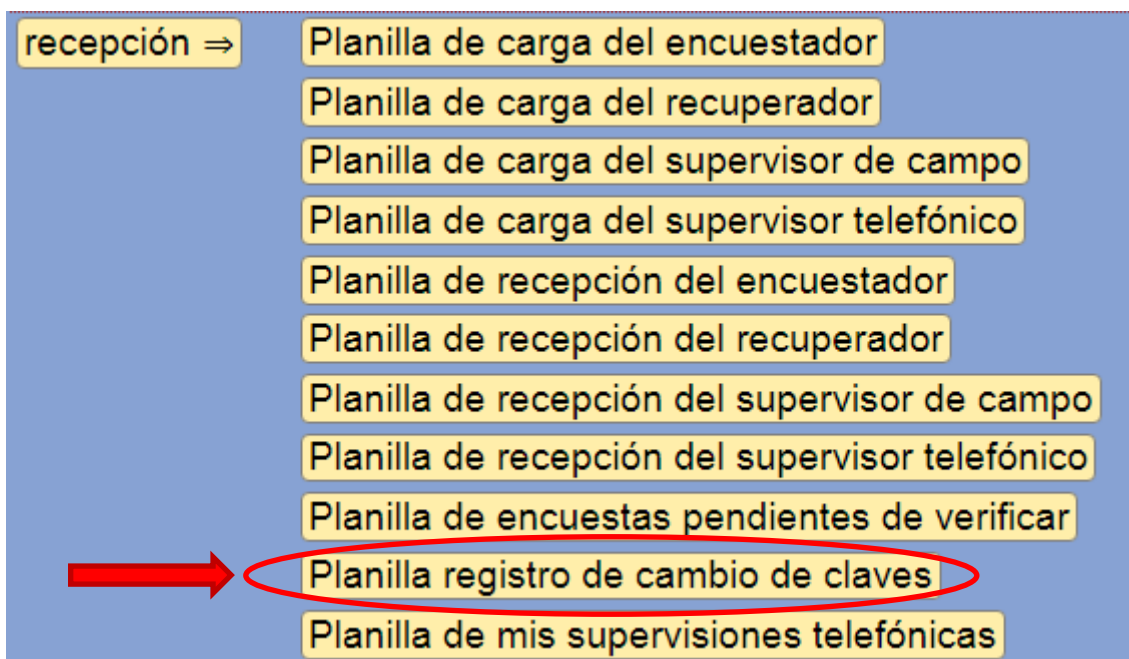 recepción ⇒ Planilla de carga del encuestador
Planilla de carga del recuperador
Planilla de carga del supervisor de campo
Planilla de carga del supervisor telefónico
Planilla de recepción del encuestador
Planilla de recepción del recuperador
Planilla de recepción del supervisor de campo
Planilla de recepción del supervisor telefónico
Planilla de encuestas pendientes de verificar
Planilla registro de cambio de claves
Planilla de mis supervisiones telefónicas